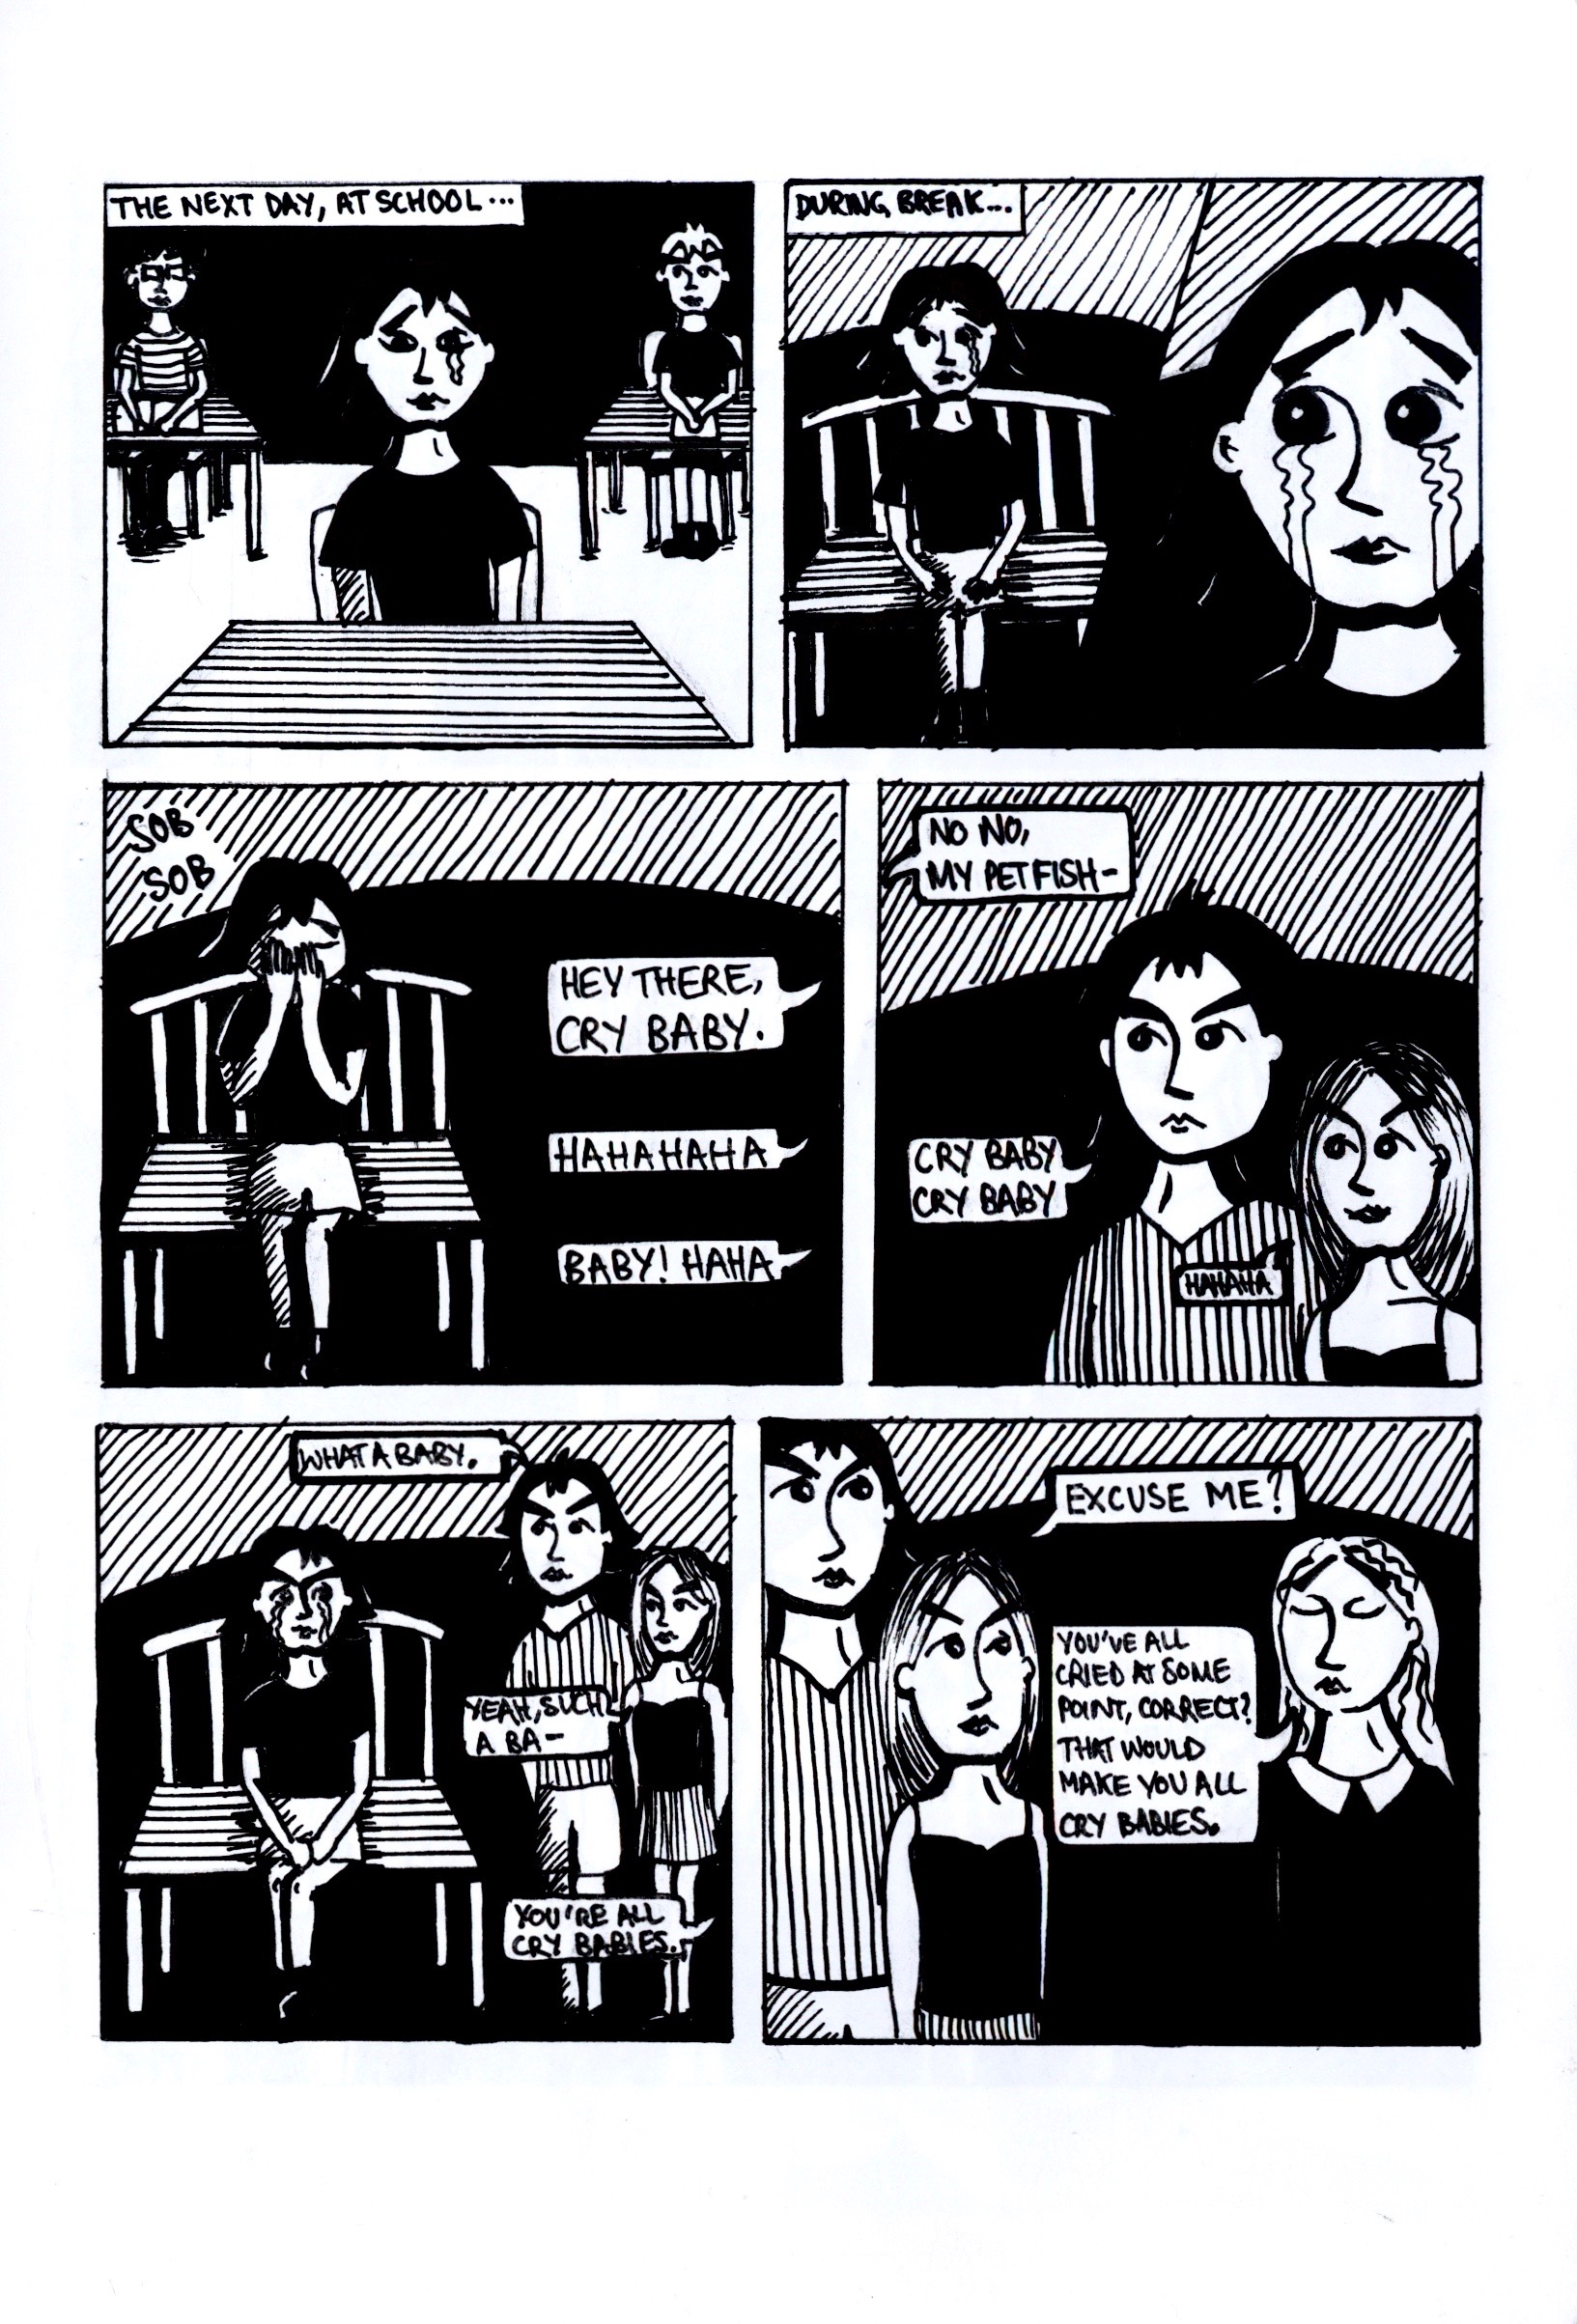 THE NEXT DAY, AT SCHOOL...
DURING BREAK...
SOB
SOB
HEY THERE,
CRY BABY.
HAHAHAHA
BABY! HAHA
NO NO,
MY PET FISH-
CRY BABY
CRY BABY
HAHAHA
WHAT A BABY.
YEAH, SUCH
A BA-
YOU'RE ALL
CRY BABIES.
EXCUSE ME?
YOU'VE ALL
CRIED AT SOME
POINT, CORRECT?
THAT WOULD
MAKE YOU ALL
CRY BABIES.